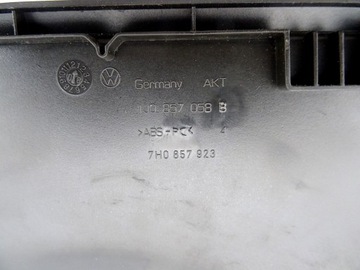 Germany AKT
857 058 B
>ABS+PC<
7H0 857 923